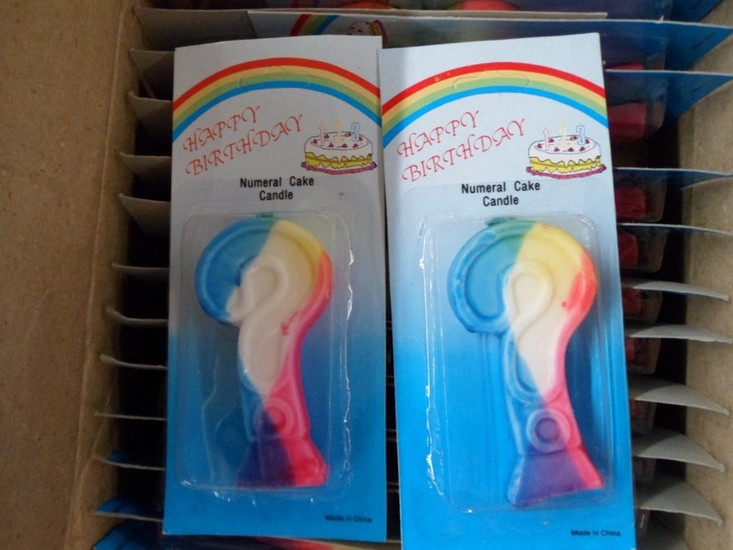 HAPPY
BIRTHDAY
Numeral Cake
Candle
Made in China
HAPPY
BIRTHDAY
Numeral Cake
Candle
Made in China